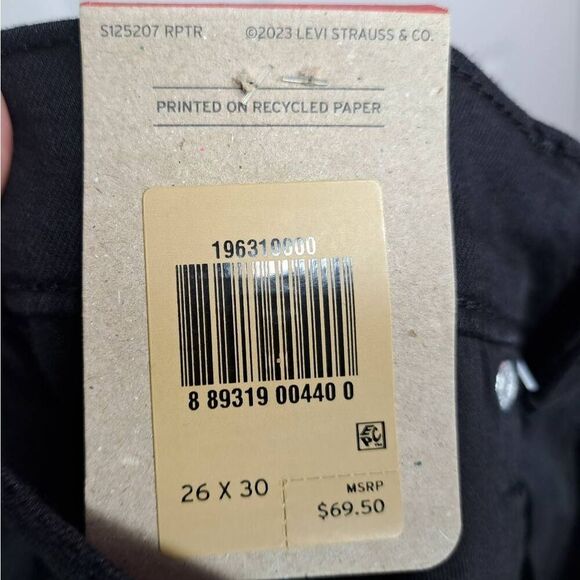 S125207 RPTR ©2023 LEVI STRAUSS & CO.
PRINTED ON RECYCLED PAPER
196310000
8 89319 00440 0
EPC
26 X 30
MSRP
$69.50